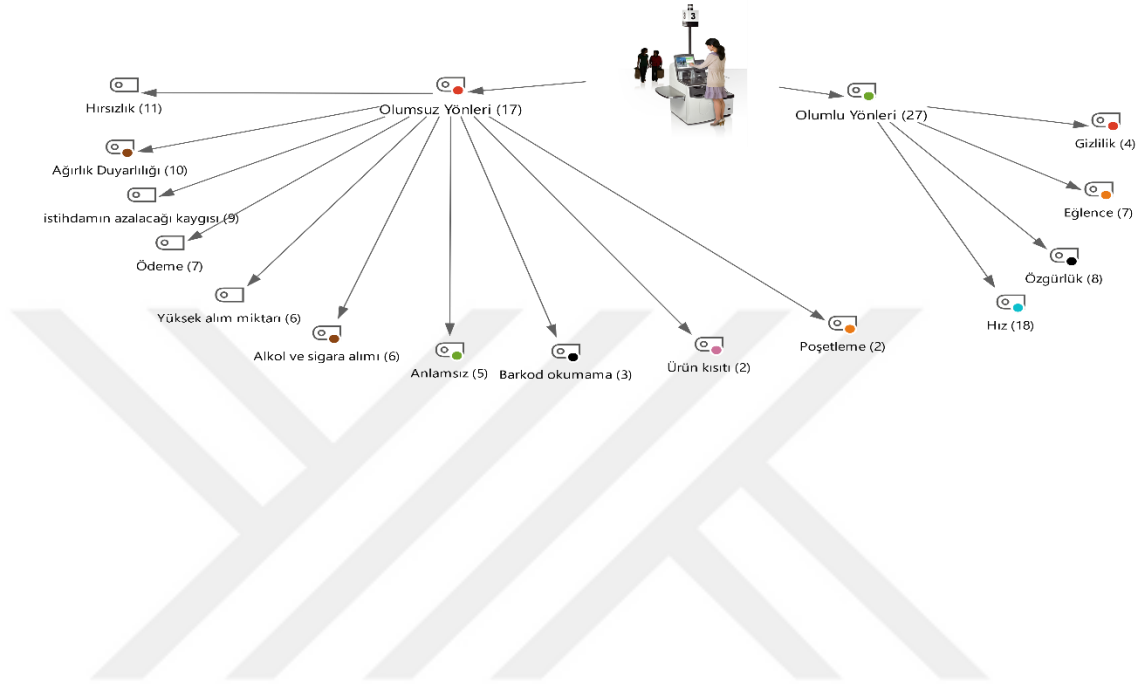 3 3
Olumsuz Yönleri (17)
Hırsızlık (11)
Ağırlık Duyarlılığı (10)
istihdamın azalacağı kaygısı (9)
Ödeme (7)
Yüksek alım miktarı (6)
Alkol ve sigara alımı (6)
Anlamsız (5)
Barkod okumama (3)
Ürün kısıtı (2)
Poşetleme (2)
Olumlu Yönleri (27)
Gizlilik (4)
Eğlence (7)
Özgürlük (8)
Hız (18)